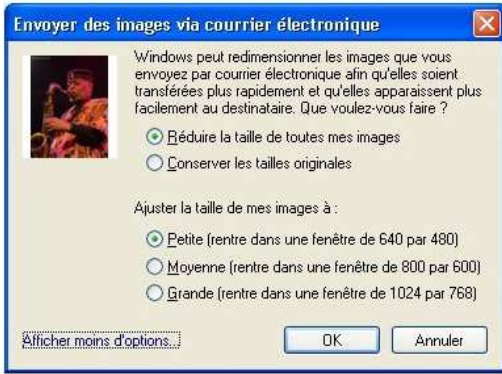 Envoyer des images via courrier électronique
Windows peut redimensionner les images que vous
envoyez par courrier électronique afin qu'elles soient
transférées plus rapidement et qu'elles apparaissent plus
facilement au destinataire. Que voulez-vous faire ?
Réduire la taille de toutes mes images
Conserver les tailles originales
Ajuster la taille de mes images à :
Petite (rentre dans une fenêtre de 640 par 480)
Moyenne (rentre dans une fenêtre de 800 par 600)
Grande (rentre dans une fenêtre de 1024 par 768)
Afficher moins d'options...
OK
Annuler